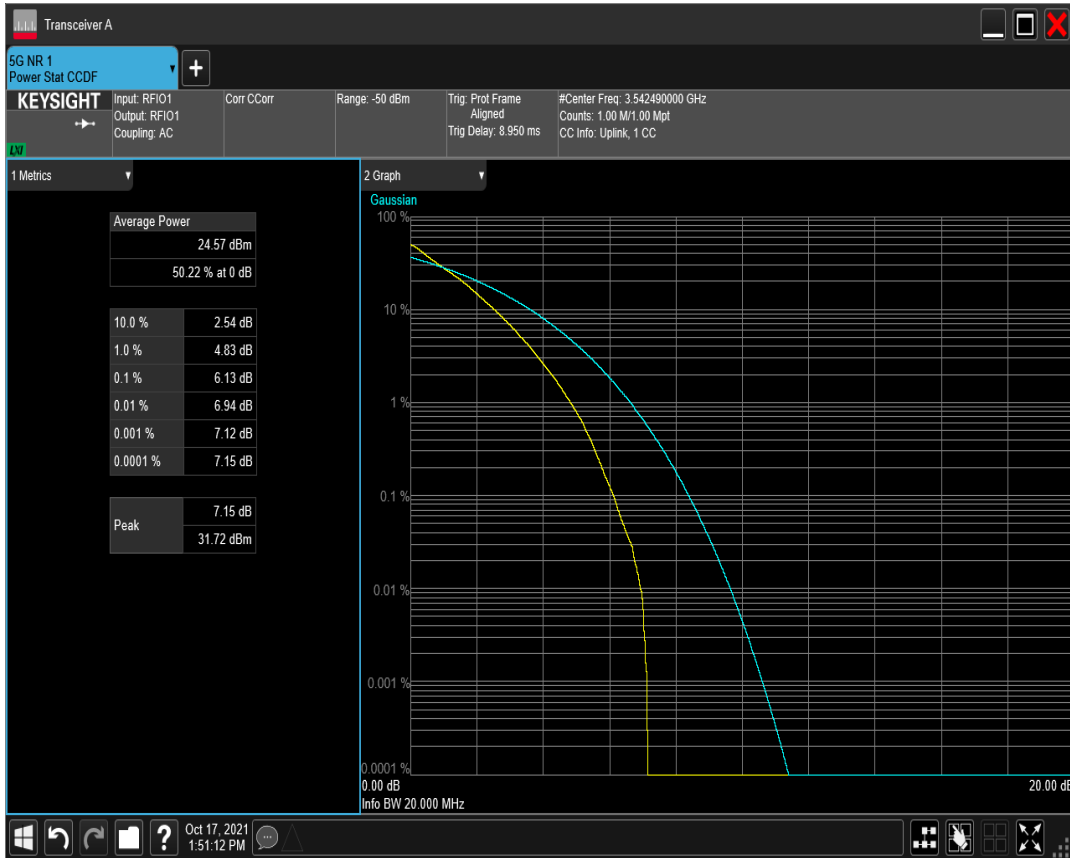 Transceiver A
5G NR 1
Power Stat CCDF
+
KEYSIGHT
LXI
Input: RFIO1
Output: RFIO1
Coupling: AC
Corr CCorr
Range: -50 dBm
Trig: Prot Frame
Aligned
Trig Delay: 8.950 ms
#Center Freq: 3.542490000 GHz
Counts: 1.00 M/1.00 Mpt
CC Info: Uplink, 1 CC
1 Metrics
Average Power
24.57 dBm
50.22 % at 0 dB
10.0 % 2.54 dB
1.0 % 4.83 dB
0.1 % 6.13 dB
0.01 % 6.94 dB
0.001 % 7.12 dB
0.0001 % 7.15 dB
Peak
7.15 dB
31.72 dBm
2 Graph
Gaussian
100 %
10 %
1 %
0.1 %
0.01 %
0.001 %
0.0001 %
0.00 dB
20.00 dB
Info BW 20.000 MHz
?
Oct 17, 2021
1:51:12 PM